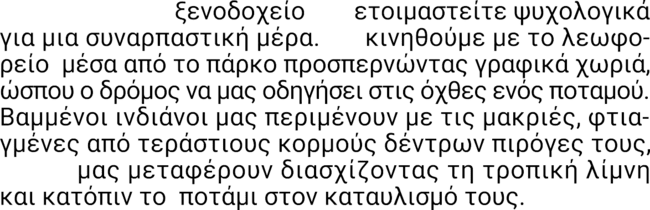 ξενοδοχείο ετοιμαστείτε ψυχολογικά
για μια συναρπαστική μέρα. κινηθούμε με το λεωφο-
ρείο μέσα από το πάρκο προσπερνώντας γραφικά χωριά,
ώσπου ο δρόμος να μας οδηγήσει στις όχθες ενός ποταμού.
Βαμμένοι ινδιάνοι μας περιμένουν με τις μακριές, φτια-
γμένες από τεράστιους κορμούς δέντρων πιρόγες τους,
μας μεταφέρουν διασχίζοντας τη τροπική λίμνη
και κατόπιν το ποτάμι στον καταυλισμό τους.